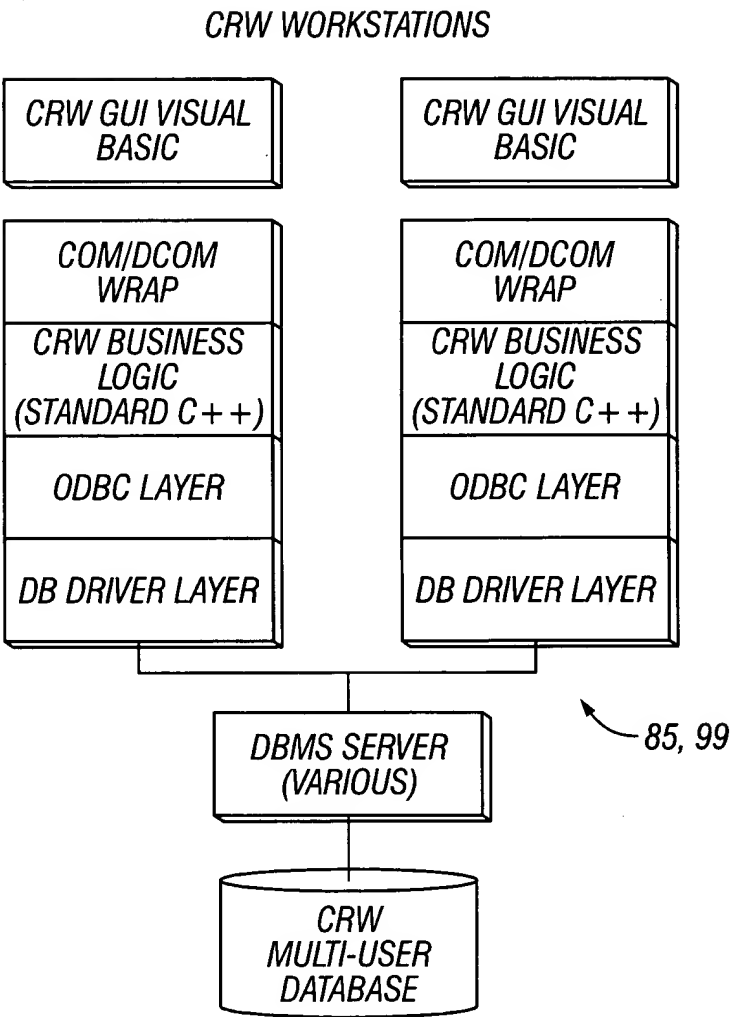 CRW WORKSTATIONS
CRW GUI VISUAL
BASIC
CRW GUI VISUAL
BASIC
COM/DCOM
WRAP
CRW BUSINESS
LOGIC
(STANDARD C++)
ODBC LAYER
DB DRIVER LAYER
COM/DCOM
WRAP
CRW BUSINESS
LOGIC
(STANDARD C++)
ODBC LAYER
DB DRIVER LAYER
DBMS SERVER
(VARIOUS)
85, 99
CRW
MULTI-USER
DATABASE